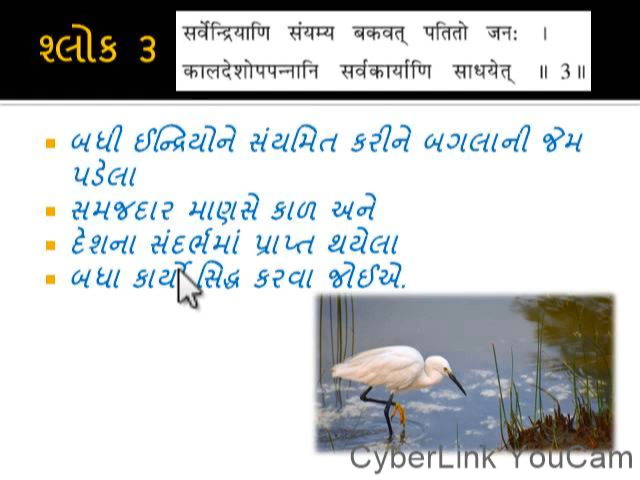 શ્લોક 3
सर्वेन्द्रियाणि संयम्य बकवत् पतितो जनः ।
कालदेशोपपन्नानि सर्वकार्याणि साधयेत् ॥ 3 ॥
બધી ઈન્દ્રિયોને સંયમિત કરીને બગલાની જેમ
પડેલા
સમજદાર માણસે કાળ અને
દેશના સંદર્ભમાં પ્રાપ્ત થયેલા
બધા કાર્યો સિદ્ધ કરવા જોઈએ.
CyberLink YouCam